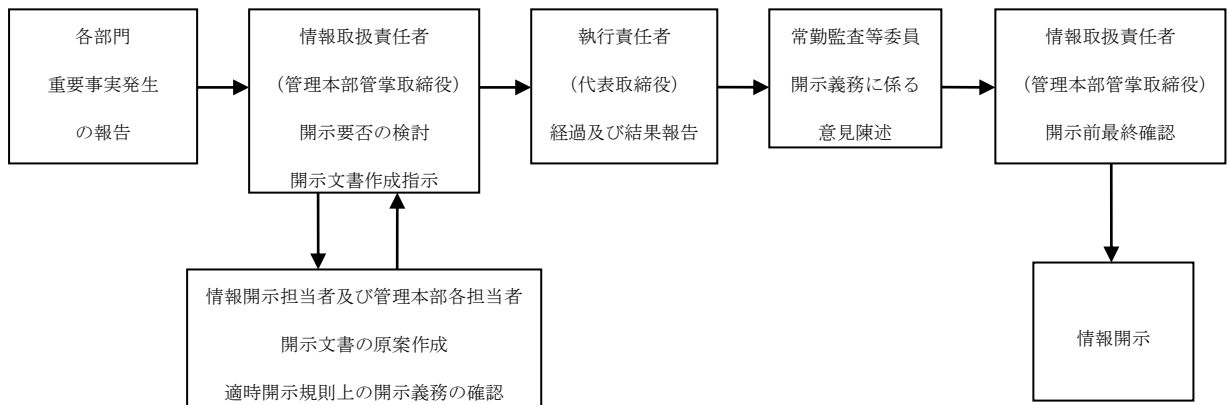 各部門
重要事実発生
の報告
情報取扱責任者
（管理本部管掌取締役）
開示要否の検討
開示文書作成指示
執行責任者
（代表取締役）
経過及び結果報告
常勤監査等委員
開示義務に係る
意見陳述
情報取扱責任者
（管理本部管掌取締役）
開示前最終確認
情報開示担当者及び管理本部各担当者
開示文書の原案作成
適時開示規則上の開示義務の確認
情報開示